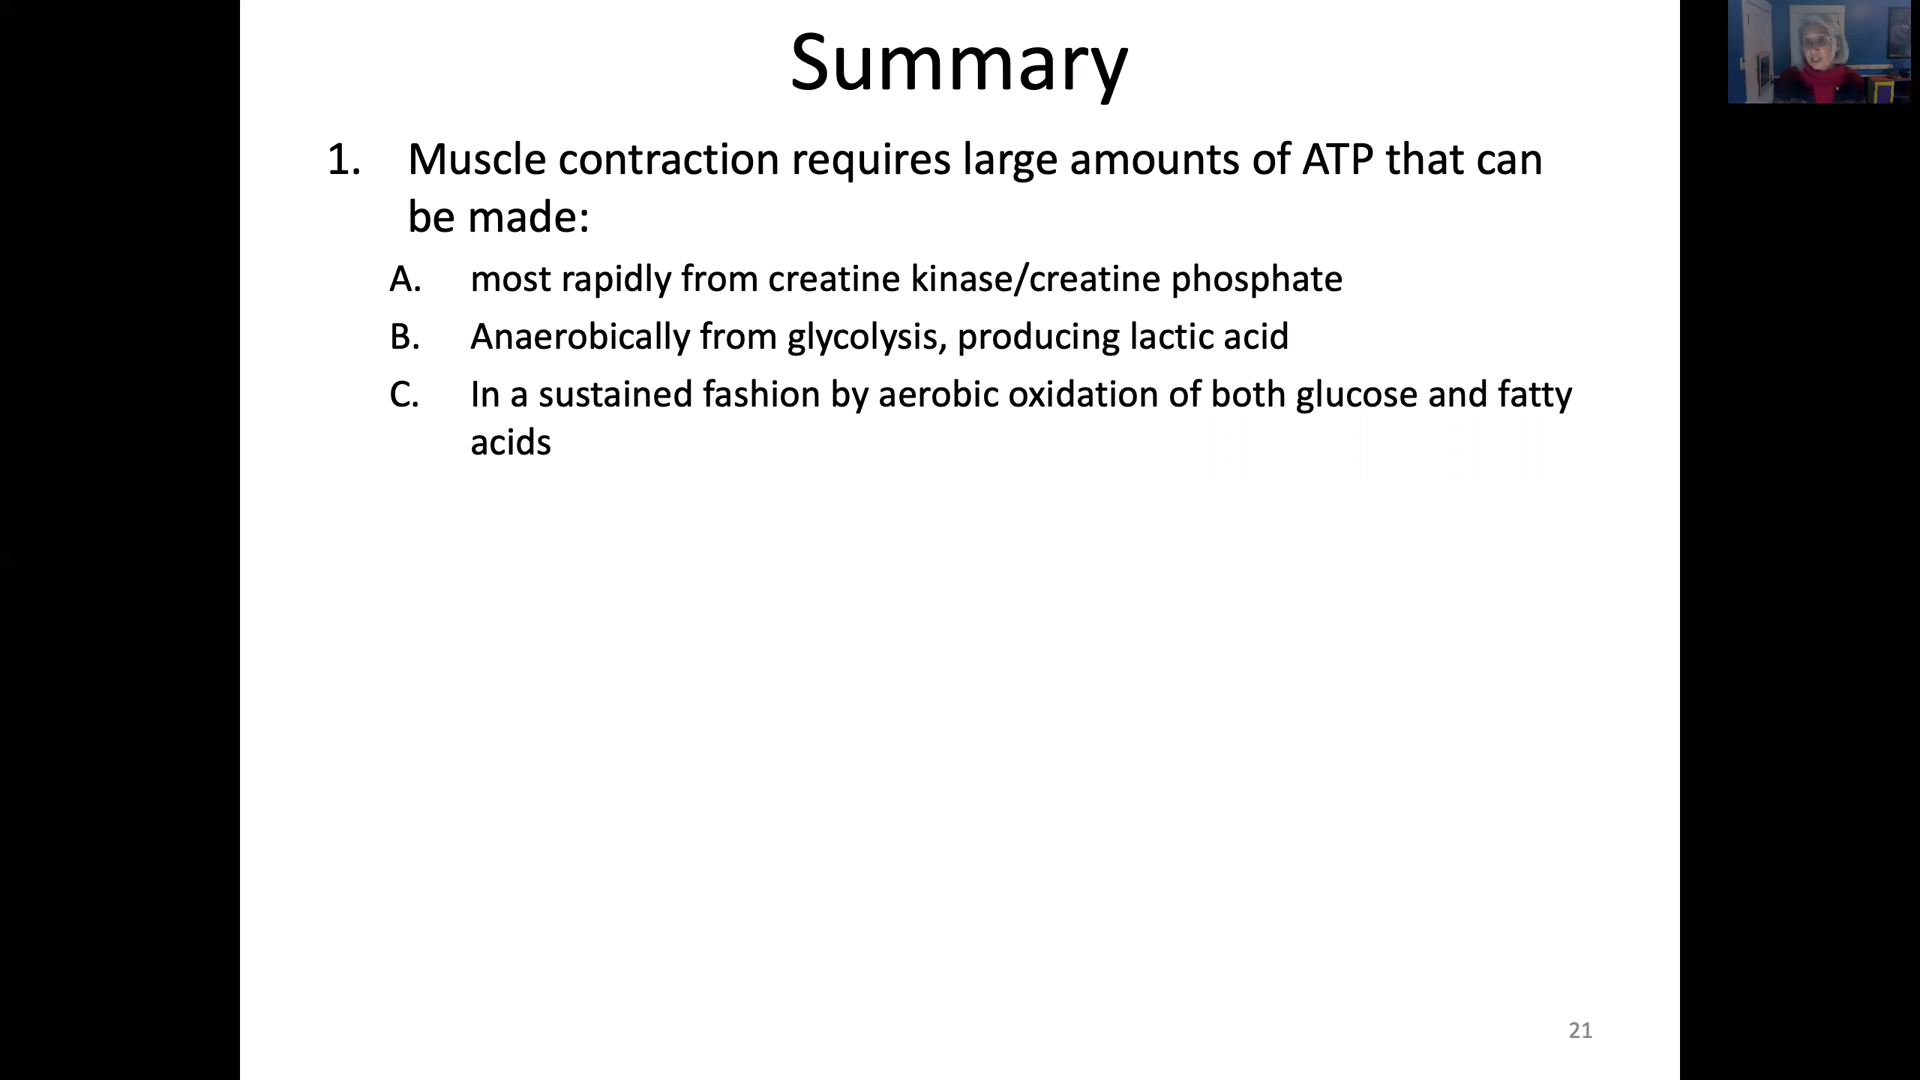 Summary
1. Muscle contraction requires large amounts of ATP that can
be made:
A. most rapidly from creatine kinase/creatine phosphate
B. Anaerobically from glycolysis, producing lactic acid
C. In a sustained fashion by aerobic oxidation of both glucose and fatty
acids
21